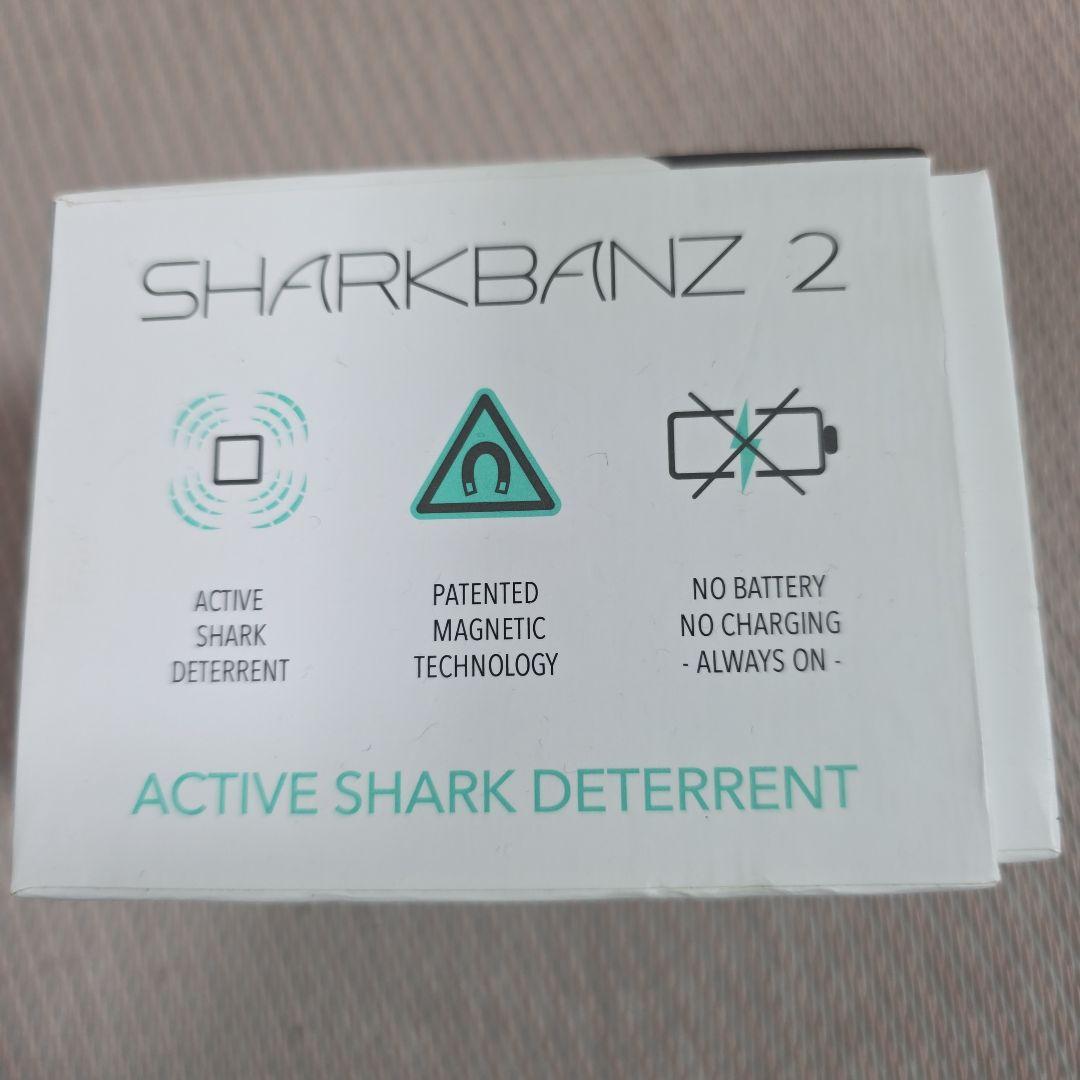 SHARKBANZ 2
ACTIVE
SHARK
DETERRENT
PATENTED
MAGNETIC
TECHNOLOGY
NO BATTERY
NO CHARGING
- ALWAYS ON -
ACTIVE SHARK DETERRENT